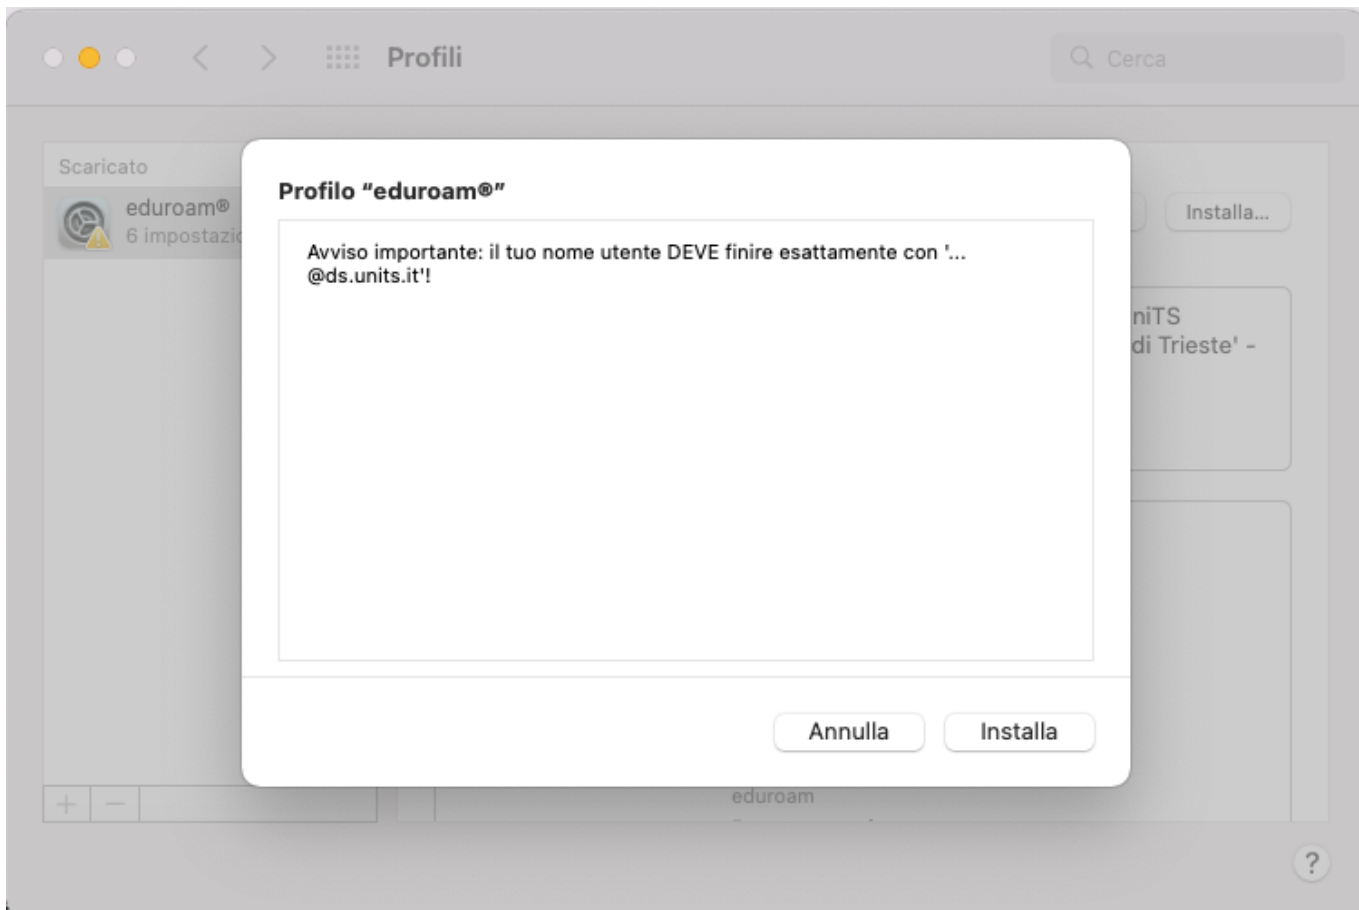 Profili
Cerca
Scaricato
eduroam®
6 impostazio
Installa...
Profilo “eduroam®”
Avviso importante: il tuo nome utente DEVE finire esattamente con '...
@ds.units.it'!
niTS
di Trieste' -
Annulla
Installa
eduroam
+
−
?